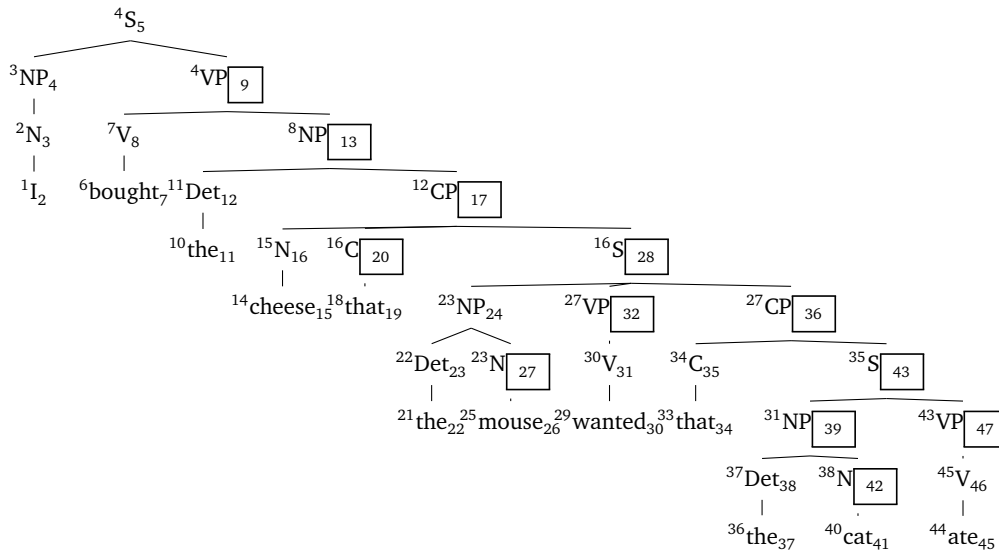 ⁴S₅
³NP₄ ⁴VP 9
²N₃ ⁷V₈ ⁸NP 13
¹I₂ ⁶bought₇ ¹¹Det₁₂ ¹²CP 17
¹⁰the₁₁ ¹⁵N₁₆ ¹⁶C 20 ¹⁶S 28
¹⁴cheese₁₅ ¹⁸that₁₉ ²³NP₂₄ ²⁷VP 32 ²⁷CP 36
²²Det₂₃ ²³N 27 ³⁰V₃₁ ³⁴C₃₅ ³⁵S 43
²¹the₂₂ ²⁵mouse₂₆ ²⁹wanted₃₀ ³³that₃₄ ³¹NP 39 ⁴³VP 47
³⁷Det₃₈ ³⁸N 42 ⁴⁵V₄₆
³⁶the₃₇ ⁴⁰cat₄₁ ⁴⁴ate₄₅